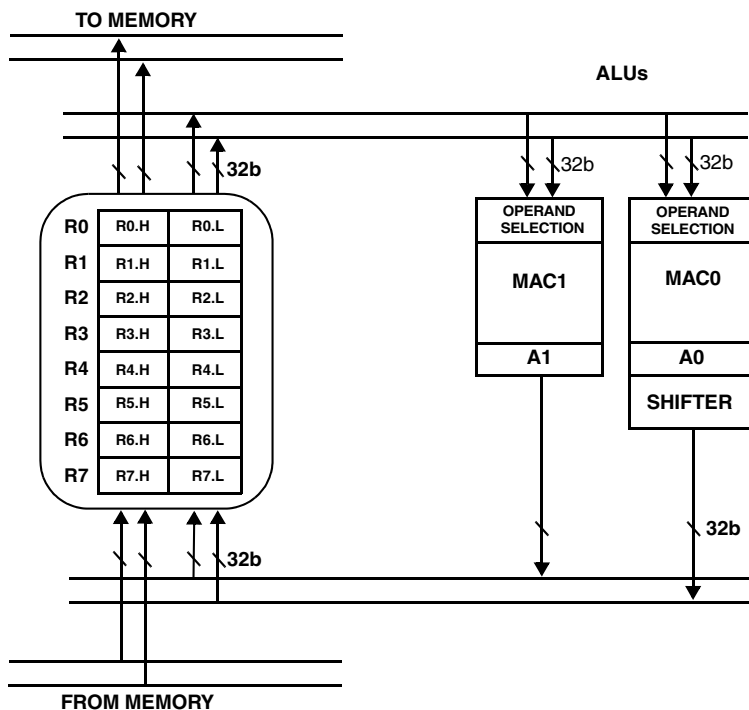 TO MEMORY
ALUs
32b
32b
32b
R0 R0.H R0.L
R1 R1.H R1.L
R2 R2.H R2.L
R3 R3.H R3.L
R4 R4.H R4.L
R5 R5.H R5.L
R6 R6.H R6.L
R7 R7.H R7.L
OPERAND
SELECTION
MAC1
A1
OPERAND
SELECTION
MAC0
A0
SHIFTER
32b
32b
FROM MEMORY